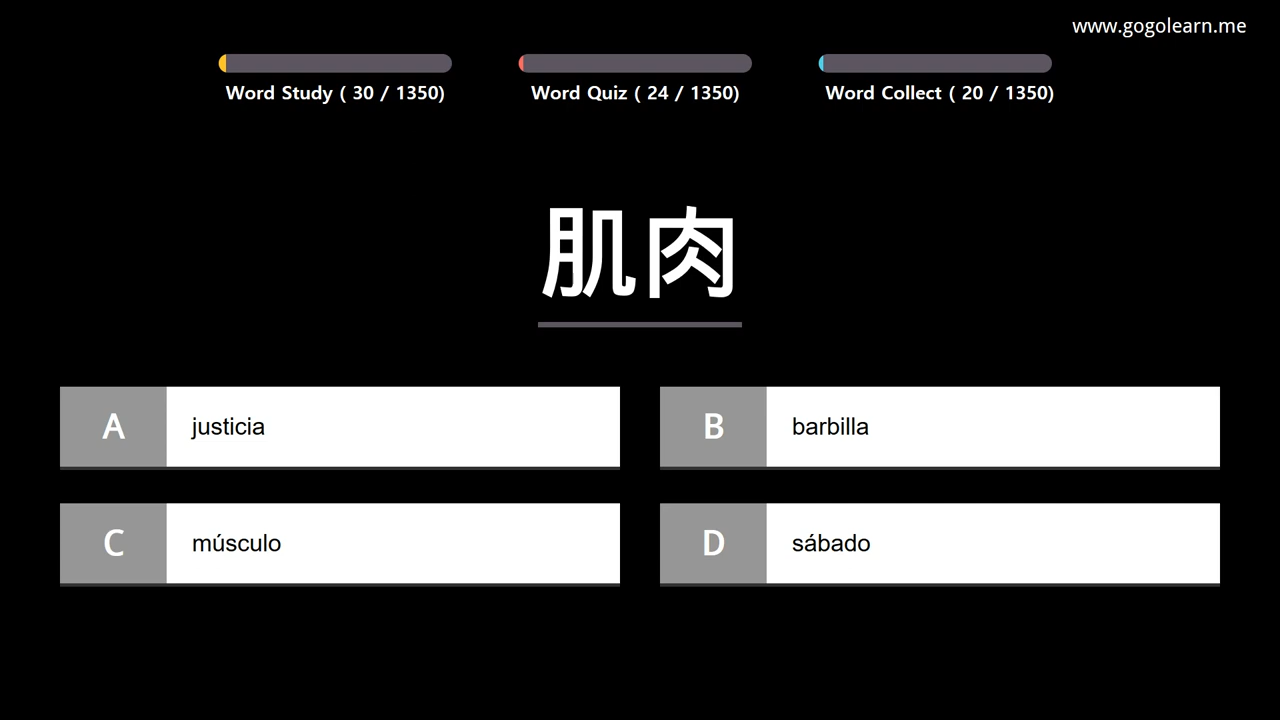 www.gogolearn.me
Word Study ( 30 / 1350)
Word Quiz ( 24 / 1350)
Word Collect ( 20 / 1350)
肌肉
A justicia
B barbilla
C músculo
D sábado